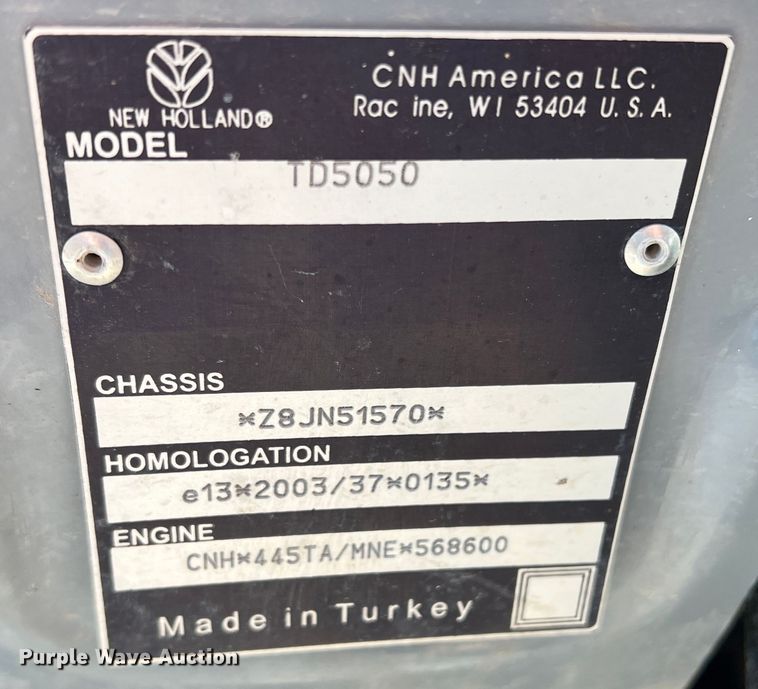 CNH America LLC.
NEW HOLLAND®
Rac ine, WI 53404 U.S.A.
MODEL
TD5050
CHASSIS
*Z8JN51570*
HOMOLOGATION
e13*2003/37*0135*
ENGINE
CNH*445TA/MNE*568600
Made in Turkey
Purple Wave Auction